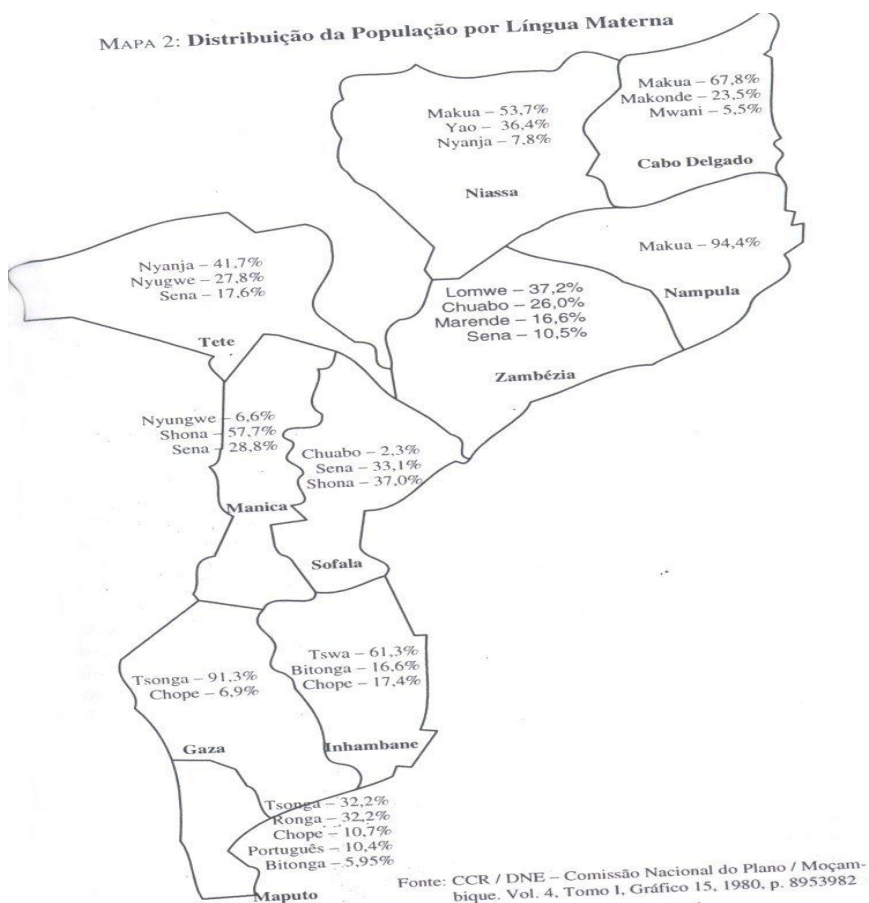 MAPA 2: Distribuição da População por Língua Materna
Makua – 67,8%
Makonde – 23,5%
Mwani – 5,5%
Cabo Delgado
Makua – 53,7%
Yao – 36,4%
Nyanja – 7,8%
Niassa
Makua – 94,4%
Nampula
Nyanja – 41,7%
Nyugwe – 27,8%
Sena – 17,6%
Tete
Lomwe – 37,2%
Chuabo – 26,0%
Marende – 16,6%
Sena – 10,5%
Zambézia
Nyungwe – 6,6%
Shona – 57,7%
Sena – 28,8%
Manica
Chuabo – 2,3%
Sena – 33,1%
Shona – 37,0%
Sofala
Tsonga – 91,3%
Chope – 6,9%
Gaza
Tswa – 61,3%
Bitonga – 16,6%
Chope – 17,4%
Inhambane
Tsonga – 32,2%
Ronga – 32,2%
Chope – 10,7%
Português – 10,4%
Bitonga – 5,95%
Maputo
Fonte: CCR / DNE – Comissão Nacional do Plano / Moçam-
bique. Vol. 4, Tomo I, Gráfico 15, 1980, p. 8953982